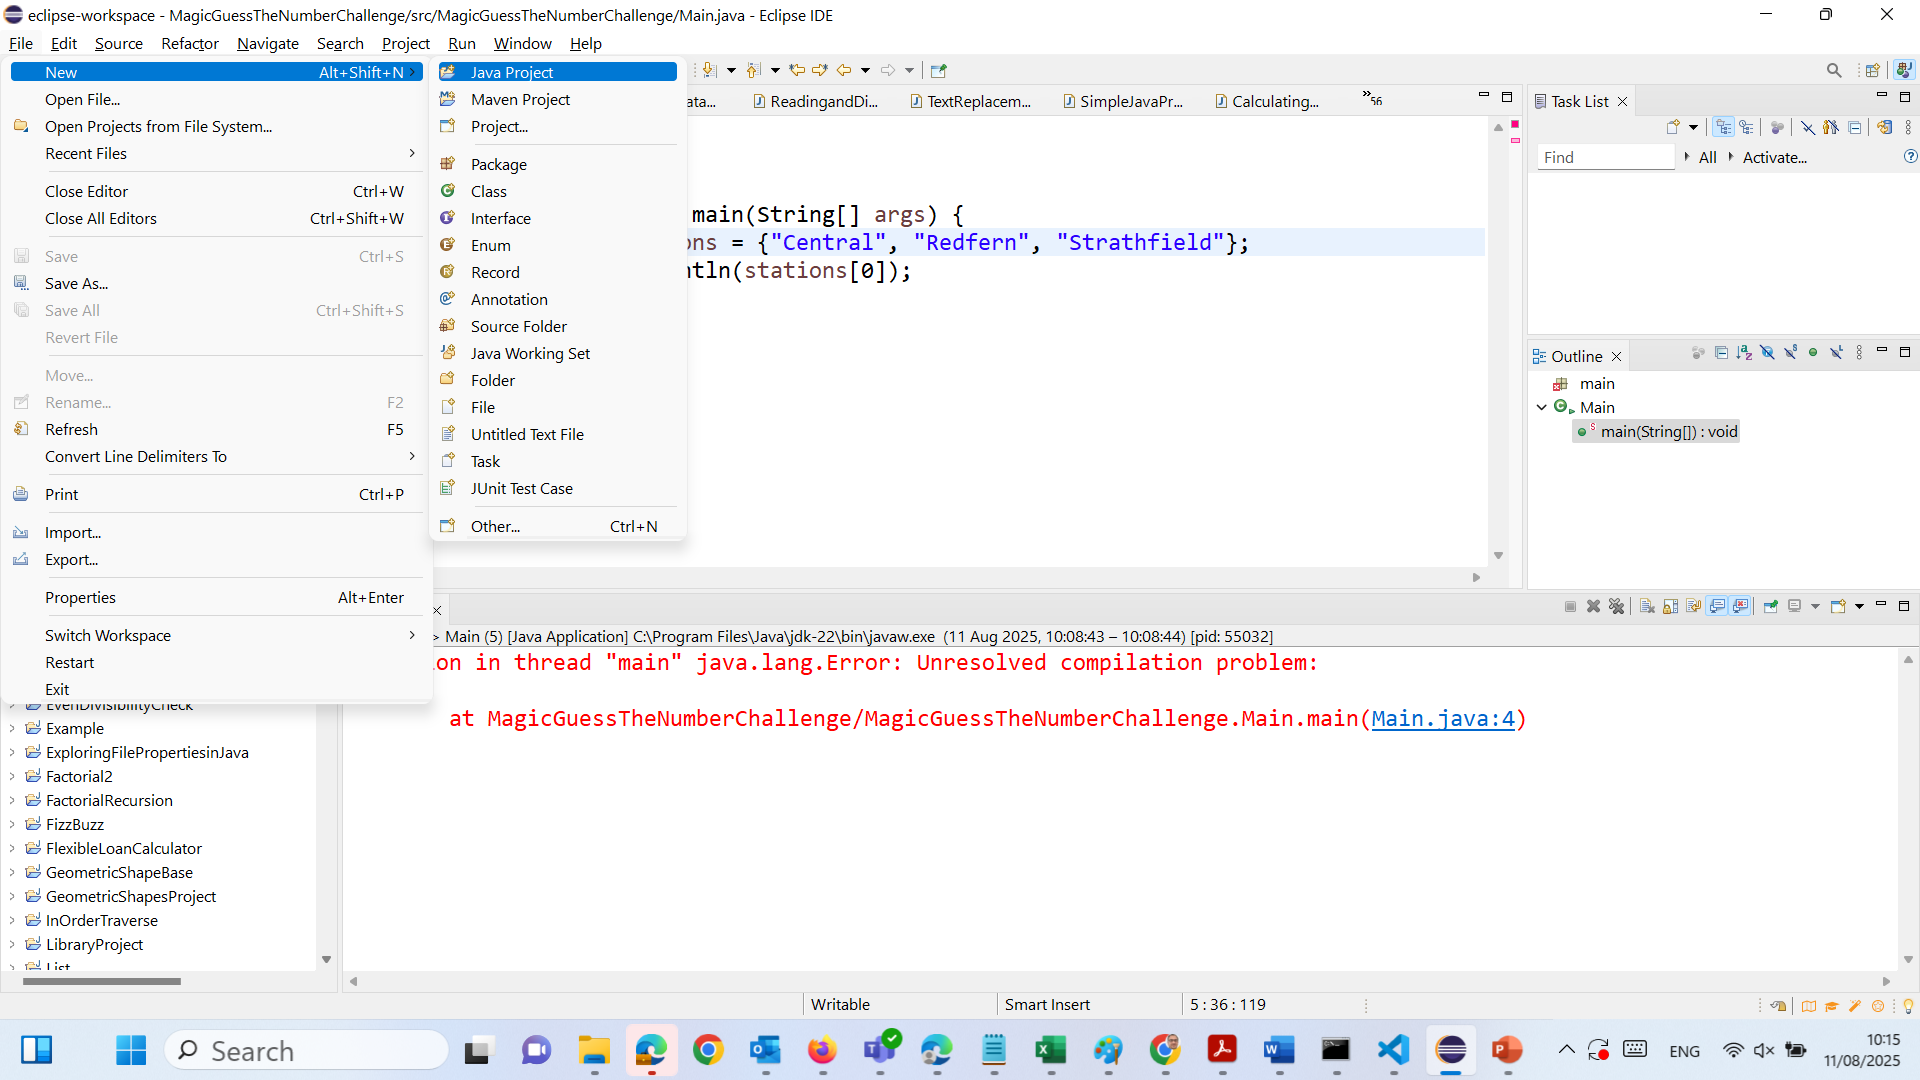 eclipse-workspace - MagicGuessTheNumberChallenge/src/MagicGuessTheNumberChallenge/Main.java - Eclipse IDE
File Edit Source Refactor Navigate Search Project Run Window Help
New Alt+Shift+N
Open File...
Open Projects from File System...
Recent Files
Close Editor Ctrl+W
Close All Editors Ctrl+Shift+W
Save Ctrl+S
Save As...
Save All Ctrl+Shift+S
Revert File
Move...
Rename... F2
Refresh F5
Convert Line Delimiters To
Print Ctrl+P
Import...
Export...
Properties Alt+Enter
Switch Workspace
Restart
Exit
Java Project
Maven Project
Project...
Package
Class
Interface
Enum
Record
Annotation
Source Folder
Java Working Set
Folder
File
Untitled Text File
Task
JUnit Test Case
Other... Ctrl+N
ata... ReadingandDi... TextReplacem... SimpleJavaPr... Calculating... »56
main(String[] args) {
ons = {"Central", "Redfern", "Strathfield"};
ntln(stations[0]);
Task List
Find All Activate...
Outline
main
Main
main(String[]) : void
> Main (5) [Java Application] C:\Program Files\Java\jdk-22\bin\javaw.exe (11 Aug 2025, 10:08:43 – 10:08:44) [pid: 55032]
ion in thread "main" java.lang.Error: Unresolved compilation problem:
at MagicGuessTheNumberChallenge/MagicGuessTheNumberChallenge.Main.main(Main.java:4)
EvenDivisibilityCheck
Example
ExploringFilePropertiesinJava
Factorial2
FactorialRecursion
FizzBuzz
FlexibleLoanCalculator
GeometricShapeBase
GeometricShapesProject
InOrderTraverse
LibraryProject
List
Writable Smart Insert 5 : 36 : 119
Search
ENG
10:15
11/08/2025